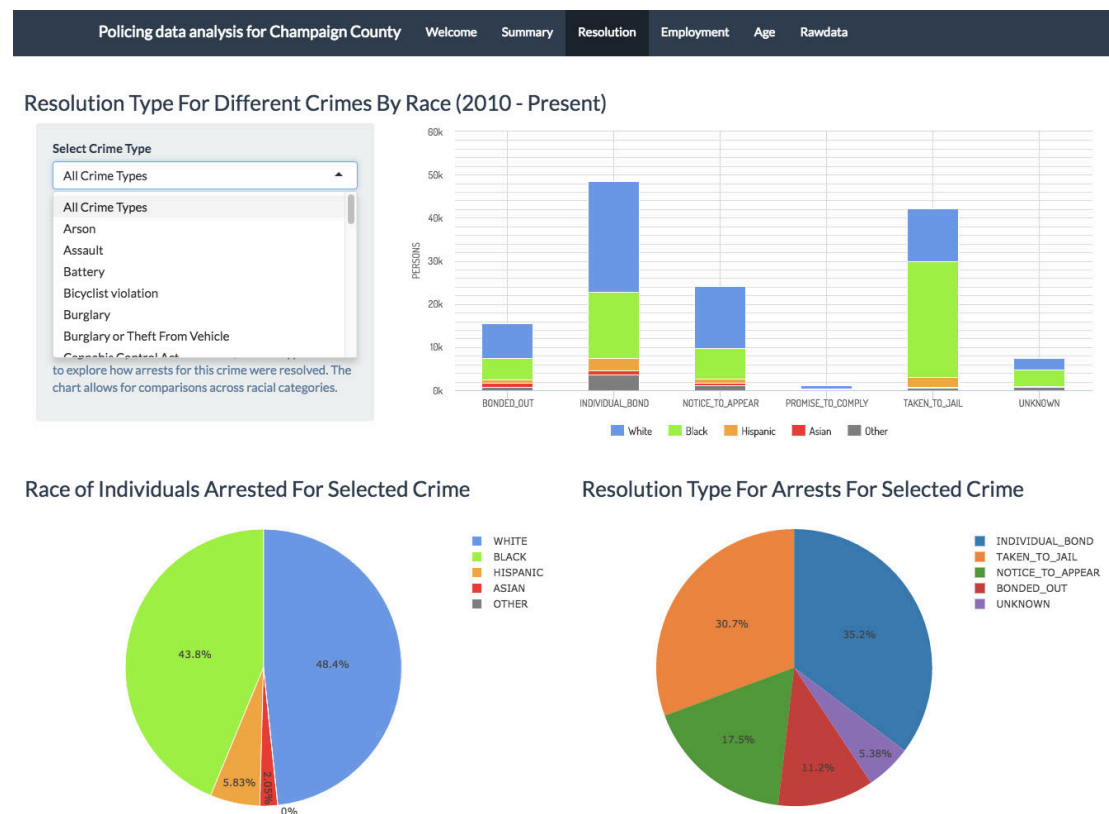 Policing data analysis for Champaign County Welcome Summary Resolution Employment Age Rawdata
Resolution Type For Different Crimes By Race (2010 - Present)
Select Crime Type
All Crime Types
All Crime Types
Arson
Assault
Battery
Bicyclist violation
Burglary
Burglary or Theft From Vehicle
to explore how arrests for this crime were resolved. The
chart allows for comparisons across racial categories.
60k
50k
40k
30k
20k
10k
0k
PERSONS
BONDED_OUT INDIVIDUAL_BOND NOTICE_TO_APPEAR PROMISE_TO_COMPLY TAKEN_TO_JAIL UNKNOWN
White Black Hispanic Asian Other
Race of Individuals Arrested For Selected Crime
WHITE
BLACK
HISPANIC
ASIAN
OTHER
43.8%
48.4%
5.83%
2.05%
0%
Resolution Type For Arrests For Selected Crime
INDIVIDUAL_BOND
TAKEN_TO_JAIL
NOTICE_TO_APPEAR
BONDED_OUT
UNKNOWN
30.7%
35.2%
17.5%
11.2%
5.38%